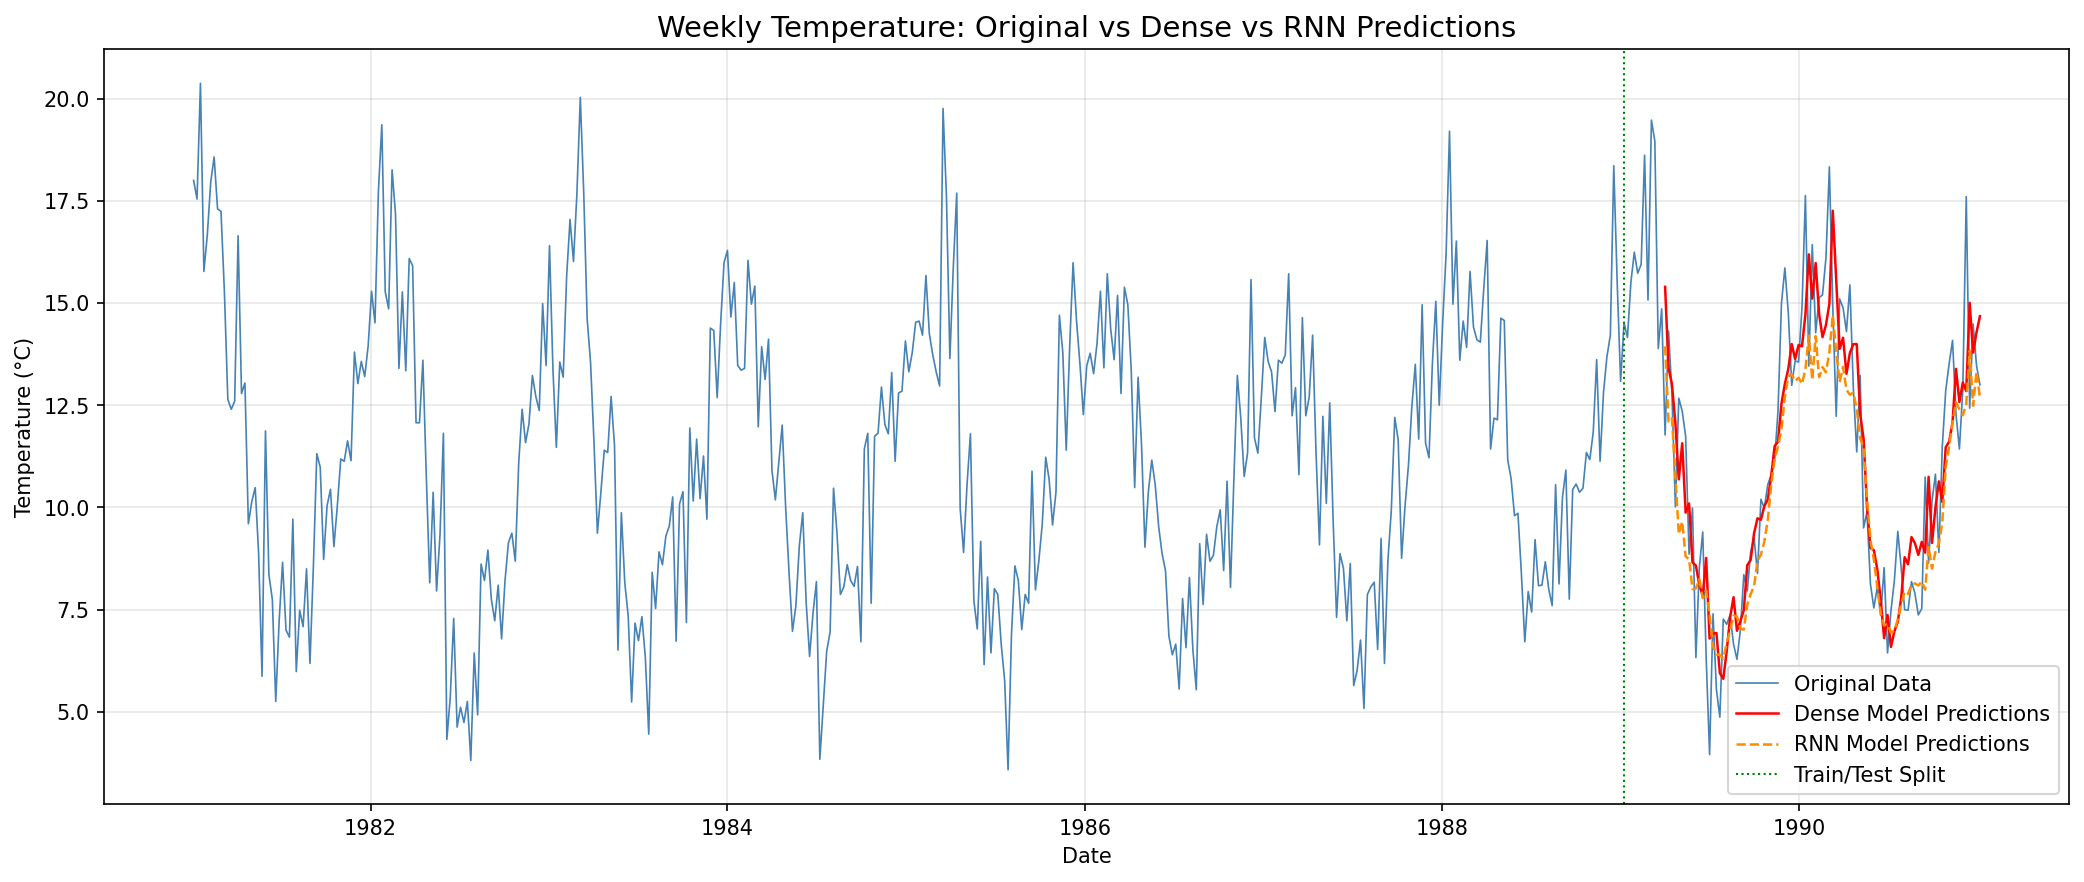 Weekly Temperature: Original vs Dense vs RNN Predictions
Temperature (°C)
20.0
17.5
15.0
12.5
10.0
7.5
5.0
Original Data
Dense Model Predictions
RNN Model Predictions
Train/Test Split
1982 1984 1986 1988 1990
Date